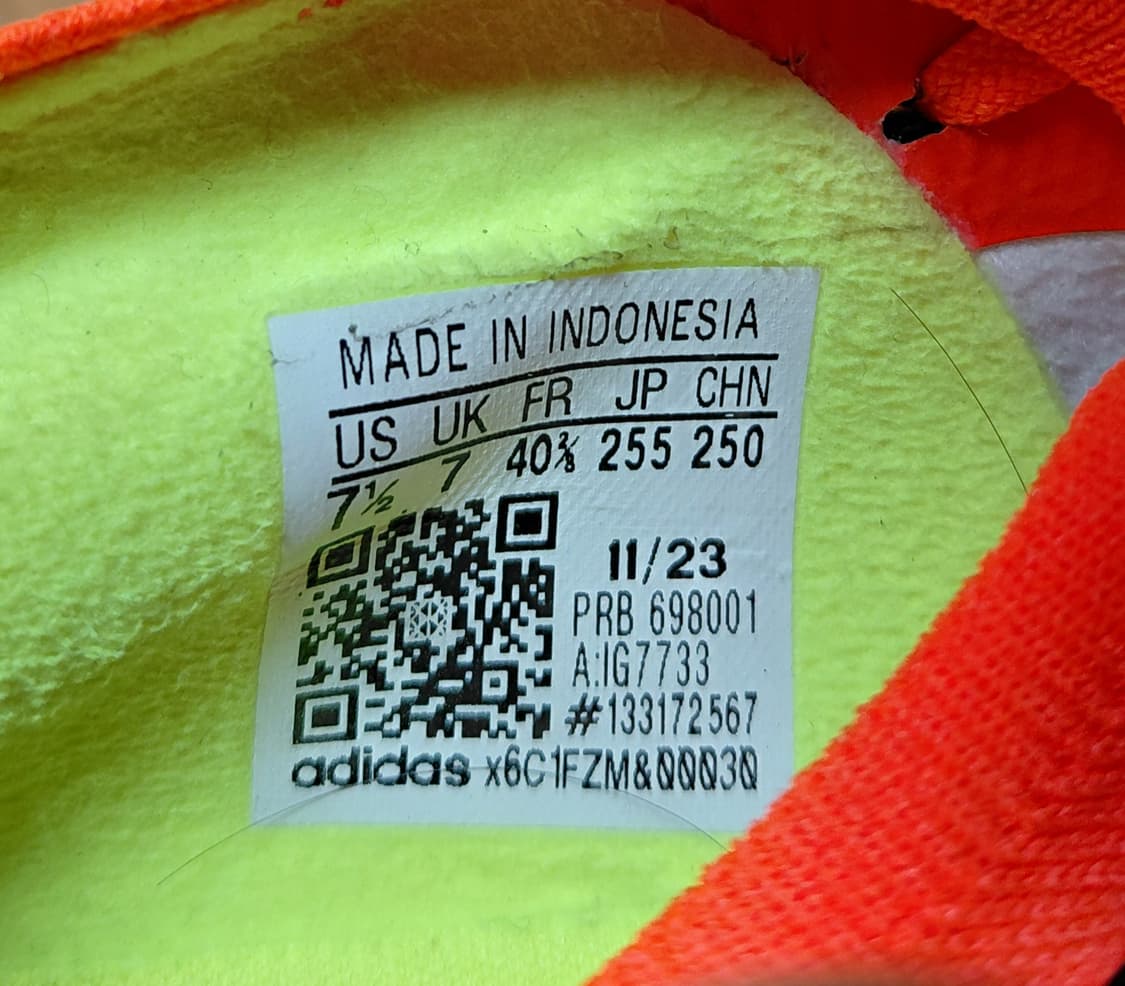 MADE IN INDONESIA
US UK FR JP CHN
7½ 7 40⅔ 255 250
11/23
PRB 698001
A:IG7733
#133172567
adidas x6C1FZM&00030